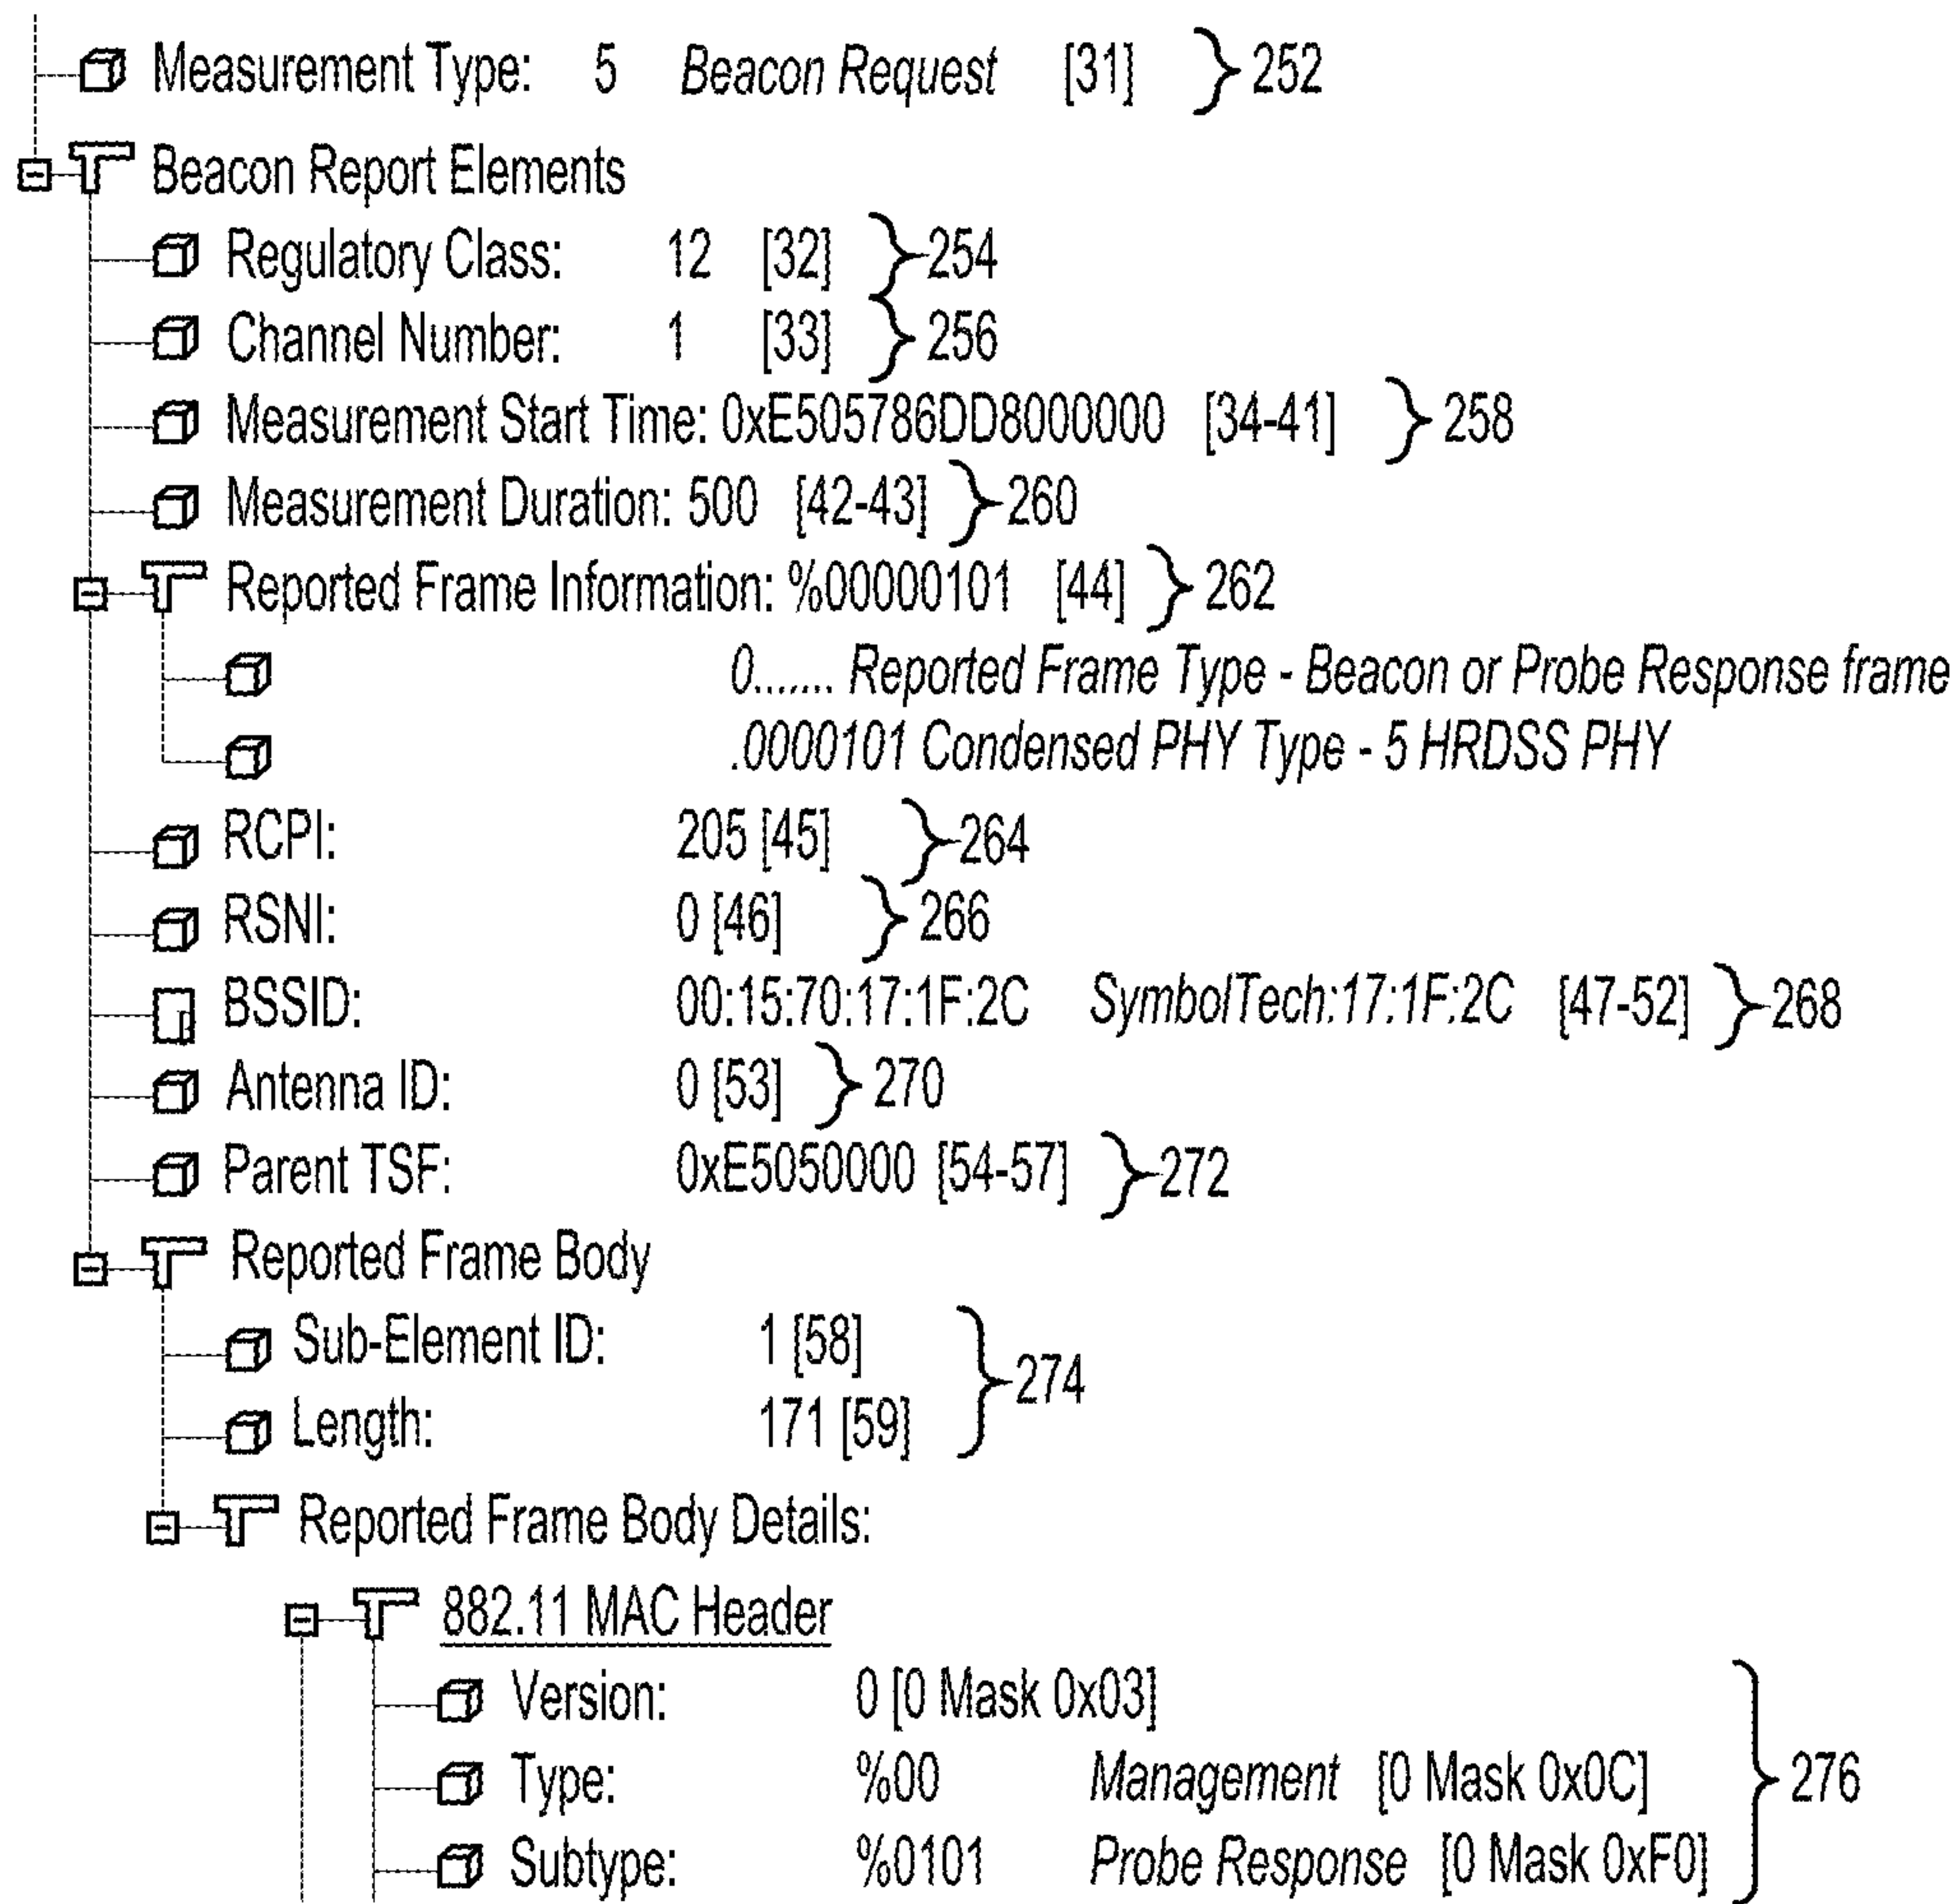 Measurement Type: 5 Beacon Request [31] 252
Beacon Report Elements
Regulatory Class: 12 [32] 254
Channel Number: 1 [33] 256
Measurement Start Time: 0xE505786DD8000000 [34-41] 258
Measurement Duration: 500 [42-43] 260
Reported Frame Information: %00000101 [44] 262
0....... Reported Frame Type - Beacon or Probe Response frame
.0000101 Condensed PHY Type - 5 HRDSS PHY
RCPI: 205 [45] 264
RSNI: 0 [46] 266
BSSID: 00:15:70:17:1F:2C SymbolTech:17:1F:2C [47-52] 268
Antenna ID: 0 [53] 270
Parent TSF: 0xE5050000 [54-57] 272
Reported Frame Body
Sub-Element ID: 1 [58]
274
Length: 171 [59]
Reported Frame Body Details:
882.11 MAC Header
Version: 0 [0 Mask 0x03]
Type: %00 Management [0 Mask 0x0C] 276
Subtype: %0101 Probe Response [0 Mask 0xF0]